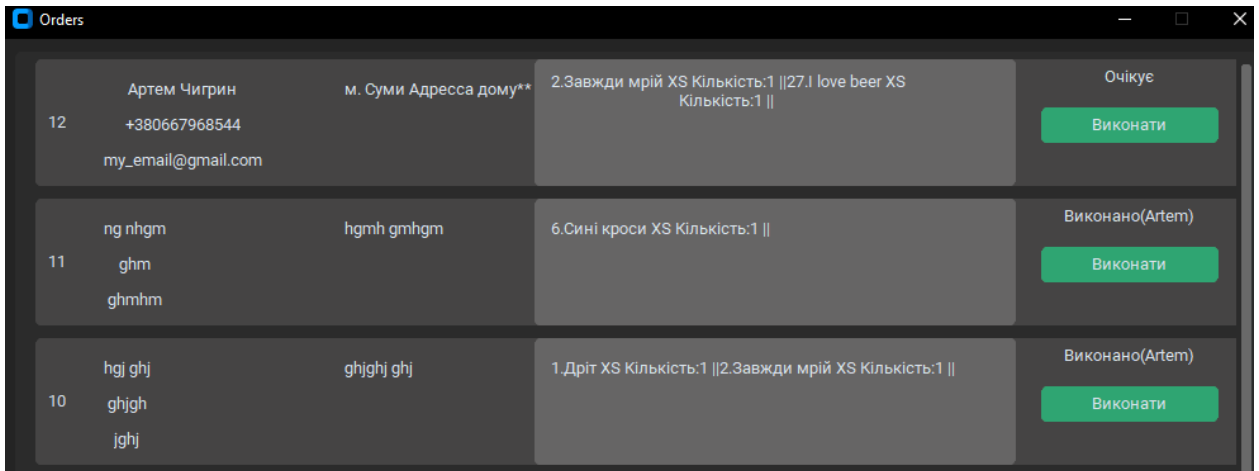 Orders
12
Артем Чигрин
+380667968544
my_email@gmail.com
м. Суми Адресса дому**
2.Завжди мрій XS Кількість:1 ||27.I love beer XS
Кількість:1 ||
Очікує
Виконати
11
ng nhgm
ghm
ghmhm
hgmh gmhgm
6.Сині кроси XS Кількість:1 ||
Виконано(Artem)
Виконати
10
hgj ghj
ghjgh
jghj
ghjghj ghj
1.Дріт XS Кількість:1 ||2.Завжди мрій XS Кількість:1 ||
Виконано(Artem)
Виконати